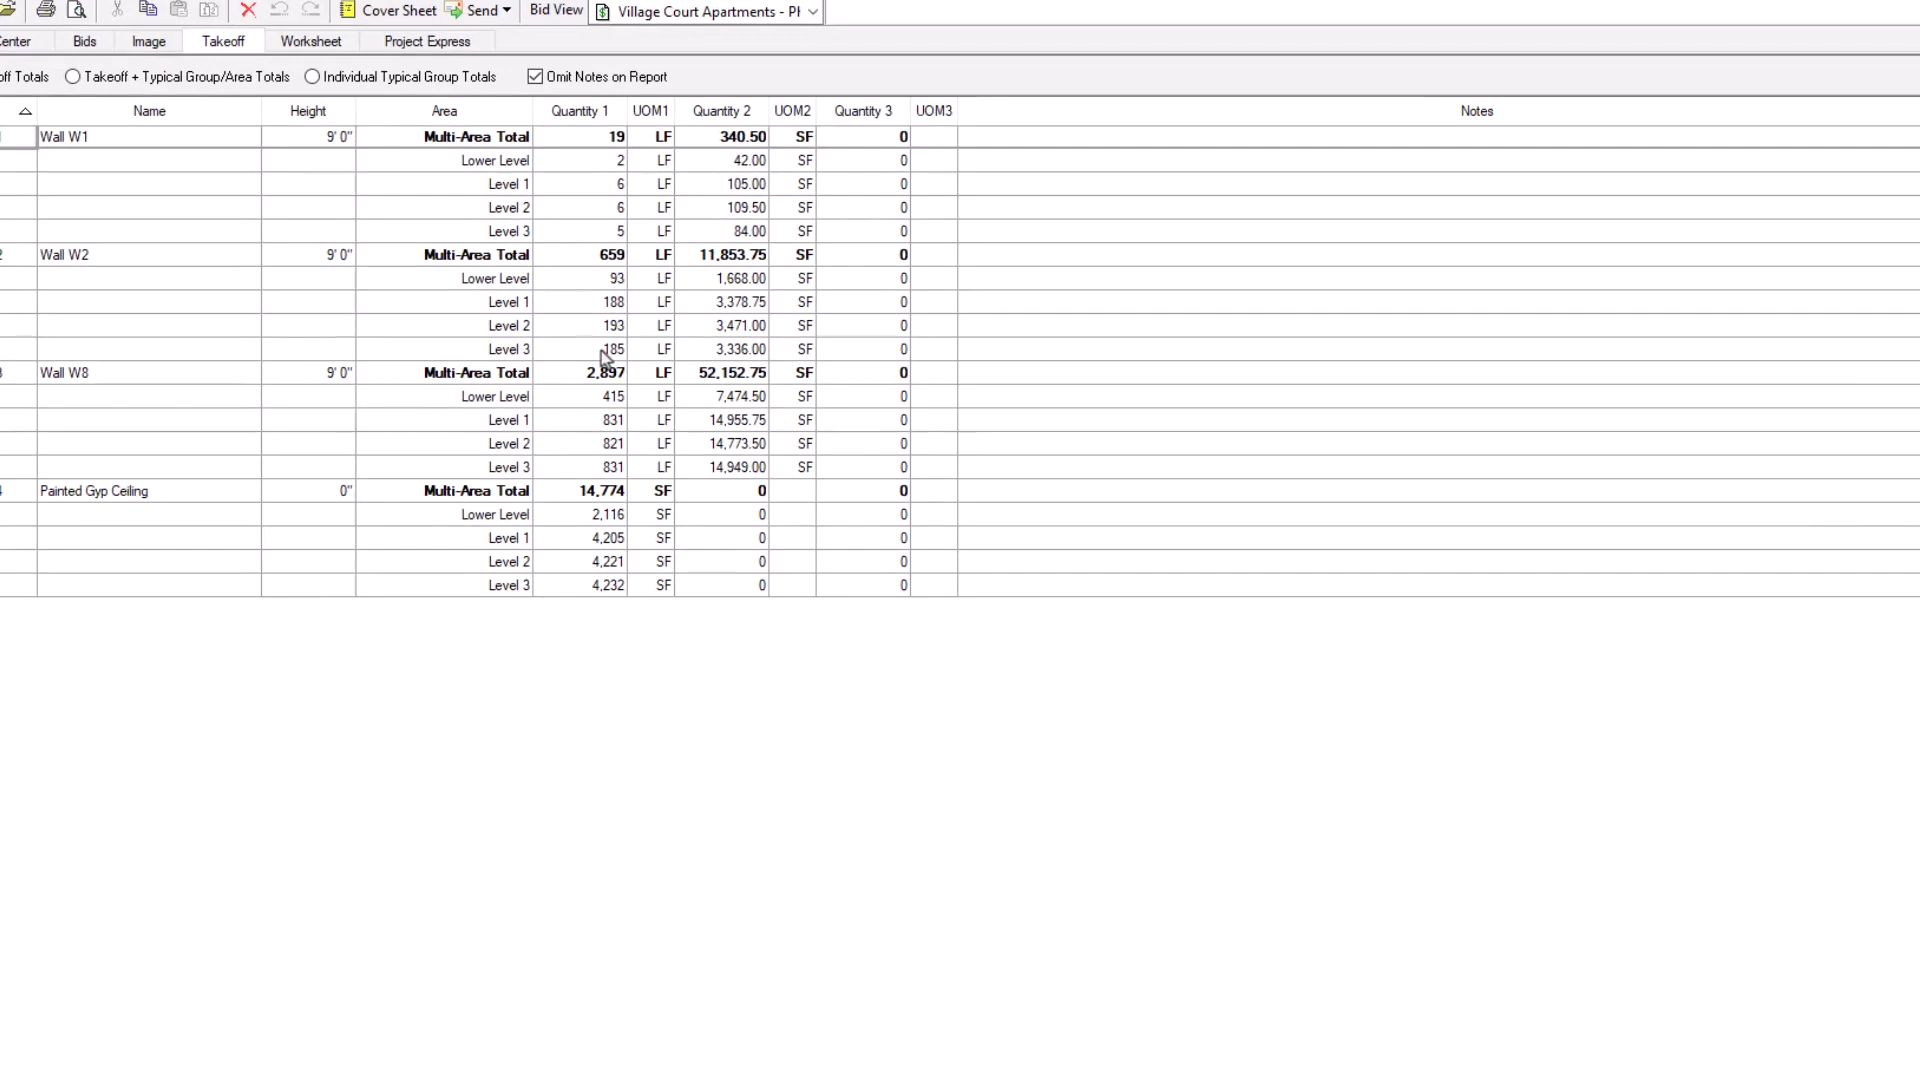 Cover Sheet Send Bid View Village Court Apartments - Pl
Center Bids Image Takeoff Worksheet Project Express
off Totals Takeoff + Typical Group/Area Totals Individual Typical Group Totals Omit Notes on Report
Name Height Area Quantity 1 UOM1 Quantity 2 UOM2 Quantity 3 UOM3 Notes
1 Wall W1 9' 0" Multi-Area Total 19 LF 340.50 SF 0
Lower Level 2 LF 42.00 SF 0
Level 1 6 LF 105.00 SF 0
Level 2 6 LF 109.50 SF 0
Level 3 5 LF 84.00 SF 0
2 Wall W2 9' 0" Multi-Area Total 659 LF 11,853.75 SF 0
Lower Level 93 LF 1,668.00 SF 0
Level 1 188 LF 3,378.75 SF 0
Level 2 193 LF 3,471.00 SF 0
Level 3 185 LF 3,336.00 SF 0
3 Wall W8 9' 0" Multi-Area Total 2,897 LF 52,152.75 SF 0
Lower Level 415 LF 7,474.50 SF 0
Level 1 831 LF 14,955.75 SF 0
Level 2 821 LF 14,773.50 SF 0
Level 3 831 LF 14,949.00 SF 0
4 Painted Gyp Ceiling 0" Multi-Area Total 14,774 SF 0 0
Lower Level 2,116 SF 0 0
Level 1 4,205 SF 0 0
Level 2 4,221 SF 0 0
Level 3 4,232 SF 0 0